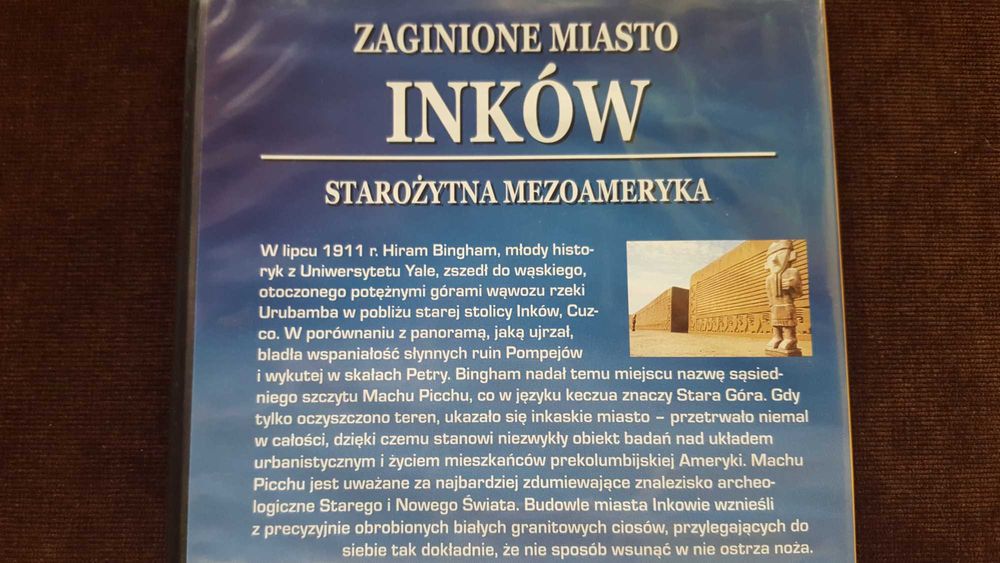 ZAGINIONE MIASTO
INKÓW
STAROŻYTNA MEZOAMERYKA
W lipcu 1911 r. Hiram Bingham, młody histo-
ryk z Uniwersytetu Yale, zszedł do wąskiego,
otoczonego potężnymi górami wąwozu rzeki
Urubamba w pobliżu starej stolicy Inków, Cuz-
co. W porównaniu z panoramą, jaką ujrzał,
bladła wspaniałość słynnych ruin Pompejów
i wykutej w skałach Petry. Bingham nadał temu miejscu nazwę sąsied-
niego szczytu Machu Picchu, co w języku keczua znaczy Stara Góra. Gdy
tylko oczyszczono teren, ukazało się inkaskie miasto – przetrwało niemal
w całości, dzięki czemu stanowi niezwykły obiekt badań nad układem
urbanistycznym i życiem mieszkańców prekolumbijskiej Ameryki. Machu
Picchu jest uważane za najbardziej zdumiewające znalezisko archeo-
logiczne Starego i Nowego Świata. Budowle miasta Inkowie wznieśli
z precyzyjnie obrobionych białych granitowych ciosów, przylegających do
siebie tak dokładnie, że nie sposób wsunąć w nie ostrza noża.